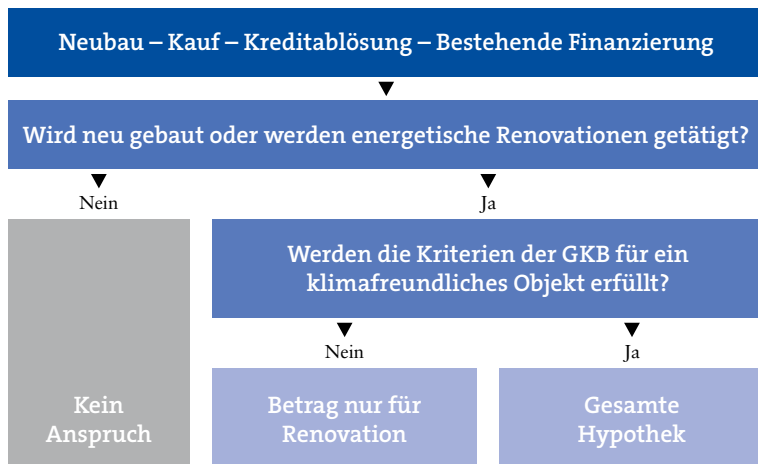 Neubau – Kauf – Kreditablösung – Bestehende Finanzierung
Wird neu gebaut oder werden energetische Renovationen getätigt?
Nein
Ja
Werden die Kriterien der GKB für ein
klimafreundliches Objekt erfüllt?
Nein
Ja
Kein
Anspruch
Betrag nur für
Renovation
Gesamte
Hypothek